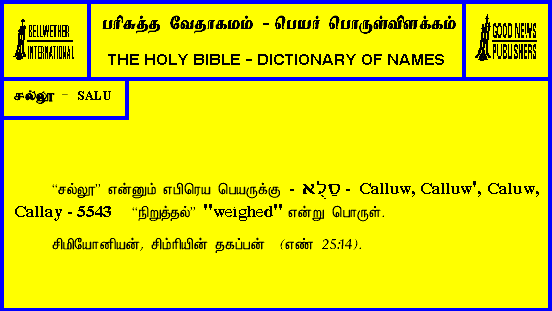 BELLWETHER
INTERNATIONAL
பரிசுத்த வேதாகமம் - பெயர் பொருள்விளக்கம்
THE HOLY BIBLE - DICTIONARY OF NAMES
GOOD NEWS
PUBLISHERS
சல்லூ - SALU
“சல்லூ” என்னும் எபிரெய பெயருக்கு - סָלֻא - Calluw, Calluw', Caluw,
Callay - 5543 “நிறுத்தல்” "weighed" என்று பொருள்.
சிமியோனியன், சிம்ரியின் தகப்பன் (எண் 25:14).